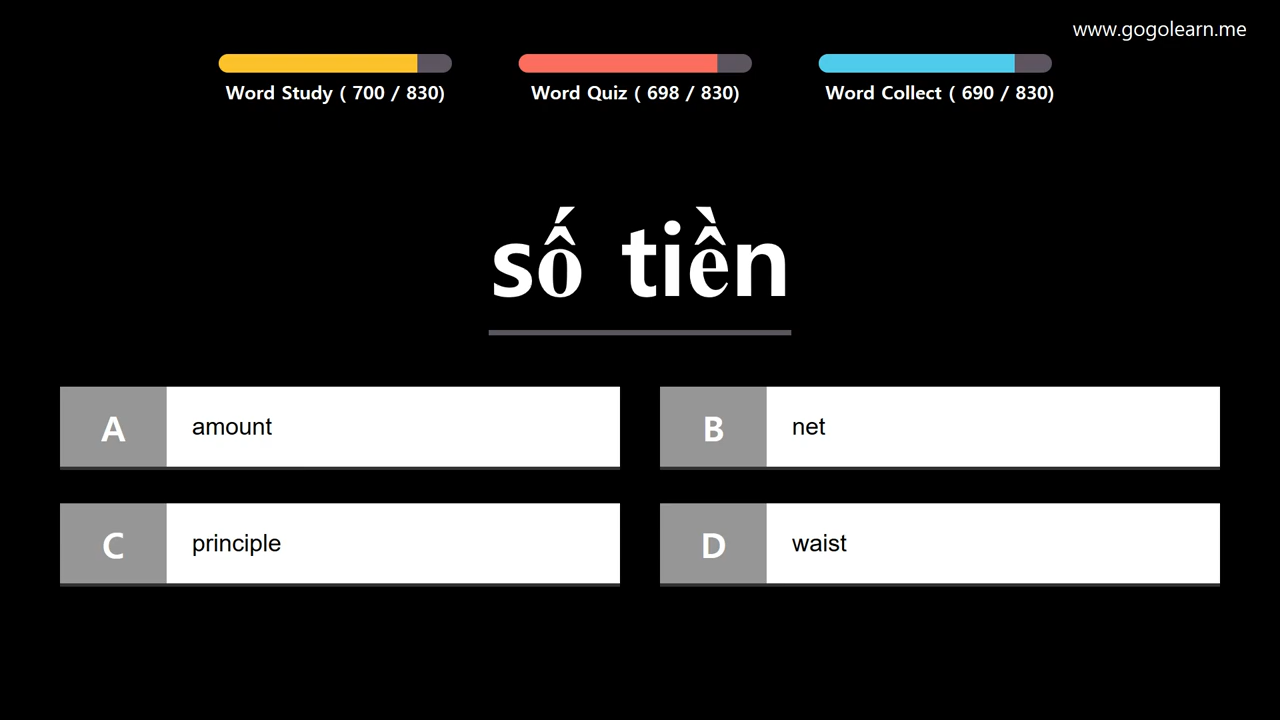 www.gogolearn.me
Word Study ( 700 / 830)
Word Quiz ( 698 / 830)
Word Collect ( 690 / 830)
số tiền
A amount
B net
C principle
D waist